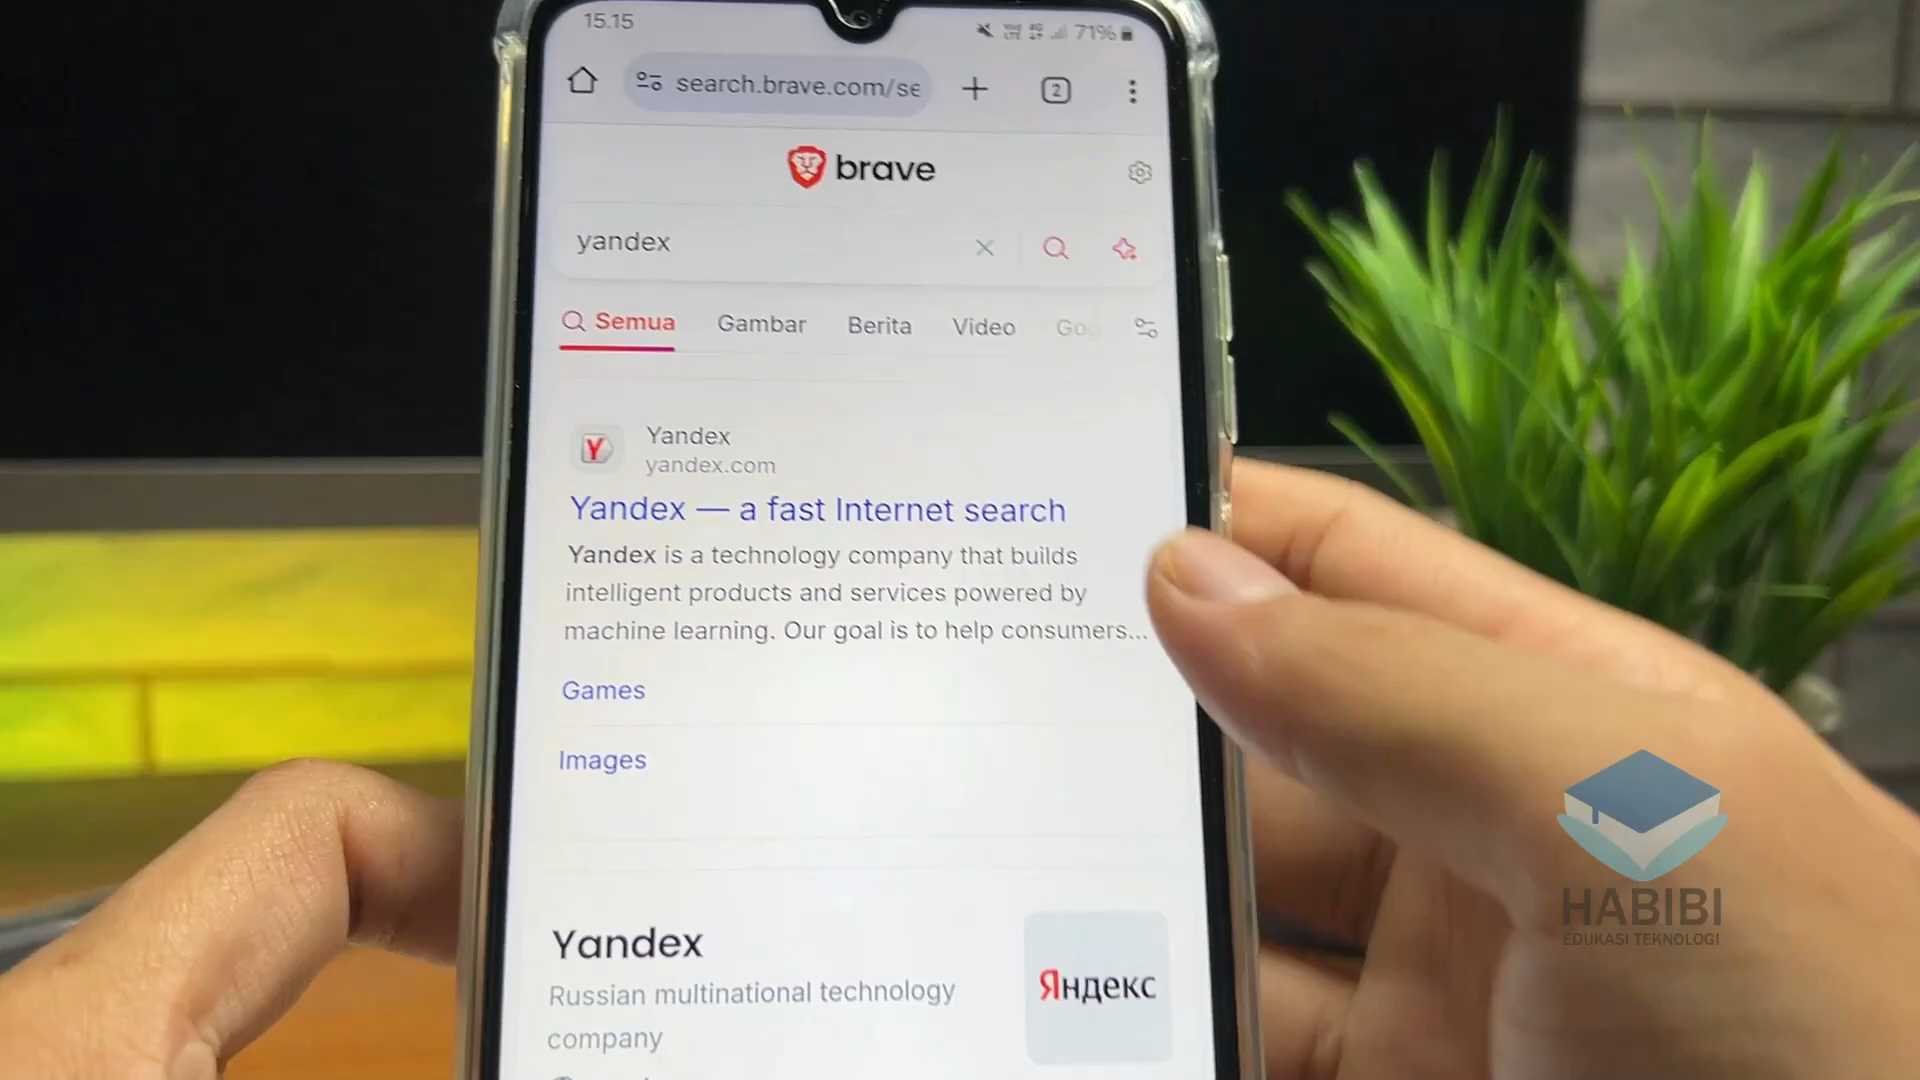 15.15
71%
search.brave.com/se
2
brave
yandex
Semua Gambar Berita Video
Yandex
yandex.com
Yandex — a fast Internet search
Yandex is a technology company that builds
intelligent products and services powered by
machine learning. Our goal is to help consumers...
Games
Images
Yandex
Russian multinational technology
company
Яндекс
HABIBI
EDUKASI TEKNOLOGI